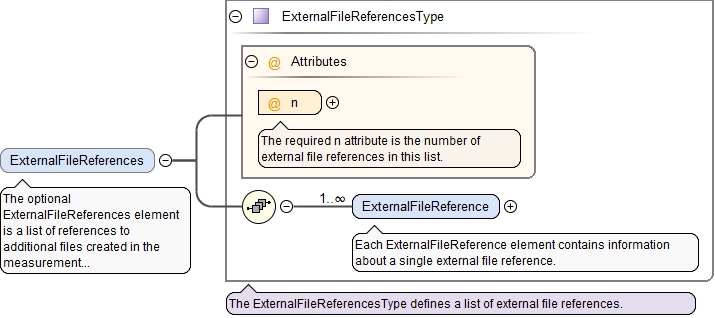 ExternalFileReferencesType
@ Attributes
@ n
The required n attribute is the number of
external file references in this list.
ExternalFileReferences
The optional
ExternalFileReferences element
is a list of references to
additional files created in the
measurement...
1..∞
ExternalFileReference
Each ExternalFileReference element contains information
about a single external file reference.
The ExternalFileReferencesType defines a list of external file references.